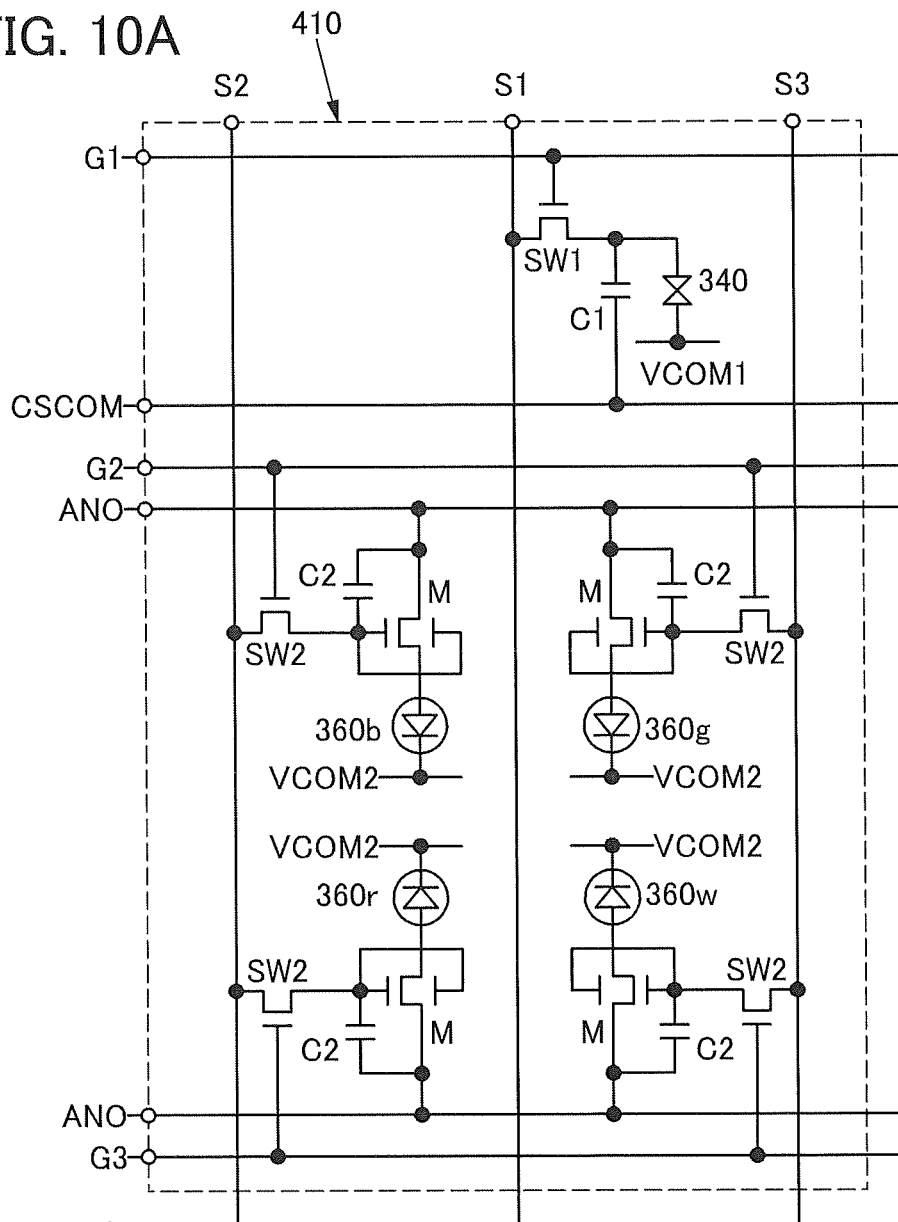 FIG. 10A
410
S2
S1
S3
G1
SW1
340
C1
VCOM1
CSCOM
G2
ANO
C2
M
M
C2
SW2
SW2
360b
360g
VCOM2
VCOM2
VCOM2
VCOM2
360r
360w
SW2
SW2
C2
M
M
C2
ANO
G3